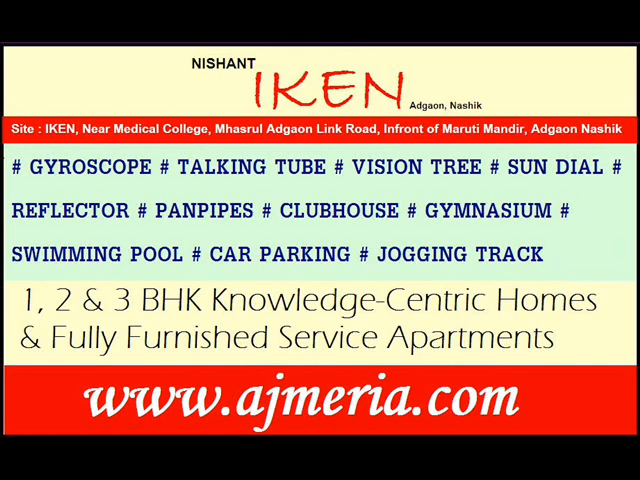 NISHANT
IKEN
Adgaon, Nashik
Site : IKEN, Near Medical College, Mhasrul Adgaon Link Road, Infront of Maruti Mandir, Adgaon Nashik
# GYROSCOPE # TALKING TUBE # VISION TREE # SUN DIAL #
REFLECTOR # PANPIPES # CLUBHOUSE # GYMNASIUM #
SWIMMING POOL # CAR PARKING # JOGGING TRACK
1, 2 & 3 BHK Knowledge-Centric Homes
& Fully Furnished Service Apartments
www.ajmeria.com